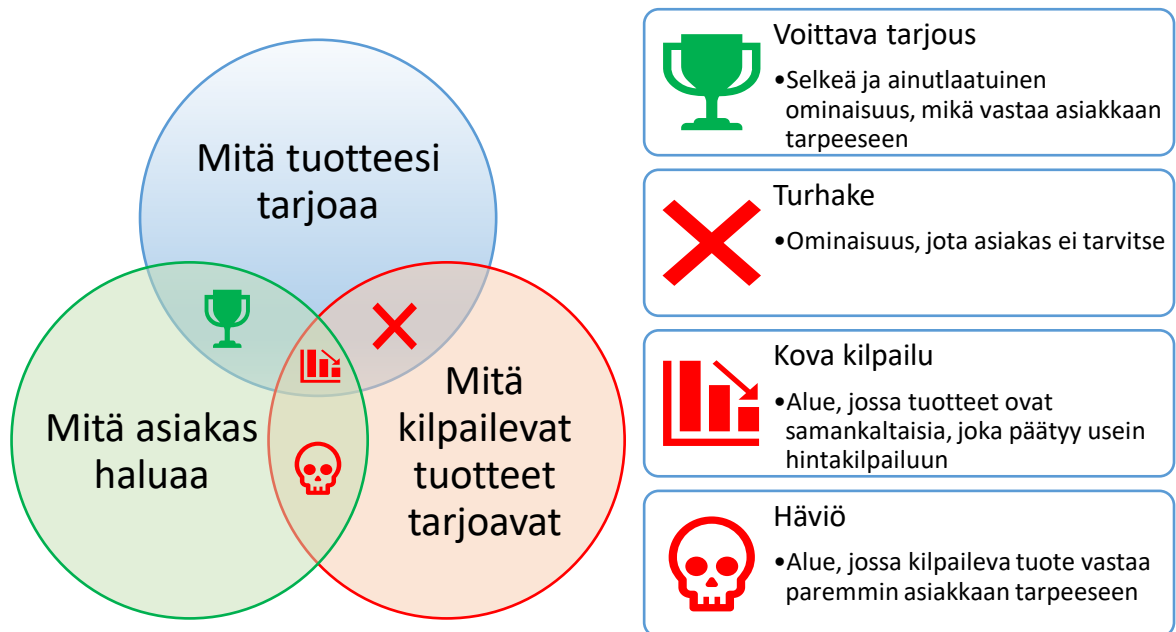 Mitä tuotteesi
tarjoaa
Mitä asiakas
haluaa
Mitä
kilpailevat
tuotteet
tarjoavat
Voittava tarjous
•Selkeä ja ainutlaatuinen
ominaisuus, mikä vastaa asiakkaan
tarpeeseen
Turhake
•Ominaisuus, jota asiakas ei tarvitse
Kova kilpailu
•Alue, jossa tuotteet ovat
samankaltaisia, joka päätyy usein
hintakilpailuun
Häviö
•Alue, jossa kilpaileva tuote vastaa
paremmin asiakkaan tarpeeseen